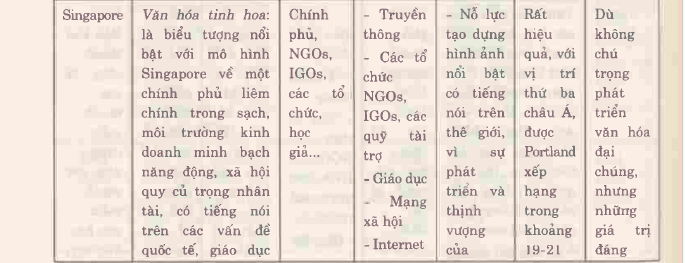 Singapore
Văn hóa tinh hoa:
là biểu tượng nổi
bật với mô hình
Singapore về một
chính phủ liêm
chính trong sạch,
môi trường kinh
doanh minh bạch
năng động, xã hội
quy củ trọng nhân
tài, có tiếng nói
trên các vấn đề
quốc tế, giáo dục
Chính
phủ,
NGOs,
IGOs,
các tổ
chức,
học
giả...
- Truyền
thông
- Các tổ
chức
NGOs,
IGOs, các
quỹ tài
trợ
- Giáo dục
- Mạng
xã hội
- Internet
- Nỗ lực
tạo dựng
hình ảnh
nổi bật
có tiếng
nói trên
thế giới,
vì sự
phát
triển và
thịnh
vượng
của
Rất
hiệu
quả, với
vị trí
thứ ba
châu Á,
được
Portland
xếp
hạng
trong
khoảng
19-21
Dù
không
chú
trọng
phát
triển
văn hóa
đại
chúng,
nhưng
những
giá trị
đáng